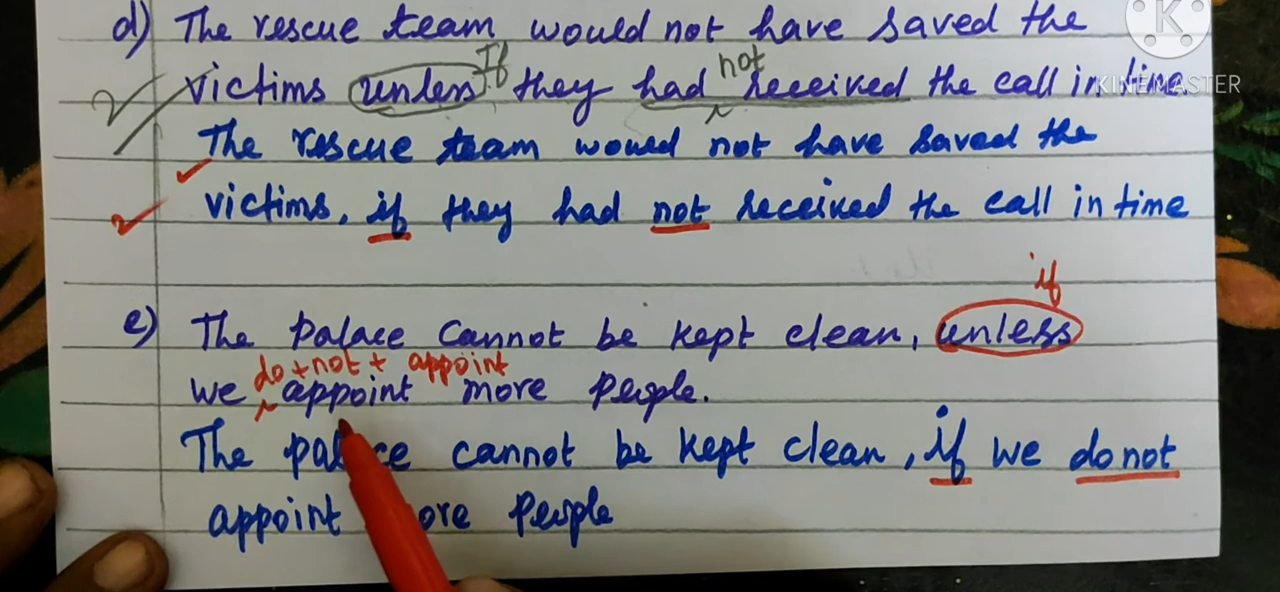 d) The rescue team would not have saved the
If not
victims unless they had received the call in time
The rescue team would not have saved the
victims, if they had not received the call in time
if
e) The Palace cannot be kept clean, unless
do + not + appoint
we appoint more people.
The palace cannot be kept clean, if we do not
appoint ore people
K
KINEMASTER